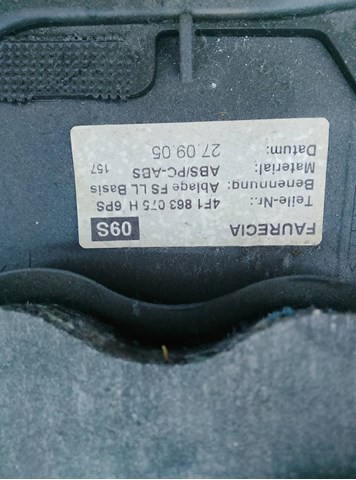 FAURECIA 09S
Teile-Nr.: 4F1 863 075 H 6PS
Benennung: Ablage FS LL Basis
Material: ABS/PC-ABS 157
Datum: 27.09.05